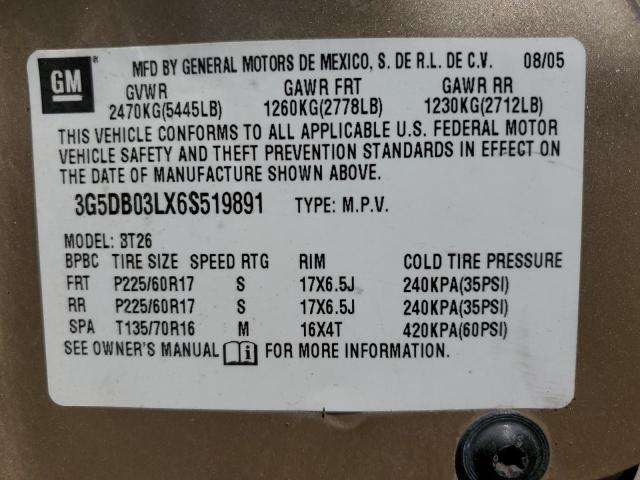 GM
MFD BY GENERAL MOTORS DE MEXICO, S. DE R.L. DE C.V. 08/05
GVWR GAWR FRT GAWR RR
2470KG(5445LB) 1260KG(2778LB) 1230KG(2712LB)
THIS VEHICLE CONFORMS TO ALL APPLICABLE U.S. FEDERAL MOTOR
VEHICLE SAFETY AND THEFT PREVENTION STANDARDS IN EFFECT ON
THE DATE OF MANUFACTURE SHOWN ABOVE.
3G5DB03LX6S519891 TYPE: M.P.V.
MODEL: BT26
BPBC TIRE SIZE SPEED RTG RIM COLD TIRE PRESSURE
FRT P225/60R17 S 17X6.5J 240KPA(35PSI)
RR P225/60R17 S 17X6.5J 240KPA(35PSI)
SPA T135/70R16 M 16X4T 420KPA(60PSI)
SEE OWNER'S MANUAL FOR MORE INFORMATION.